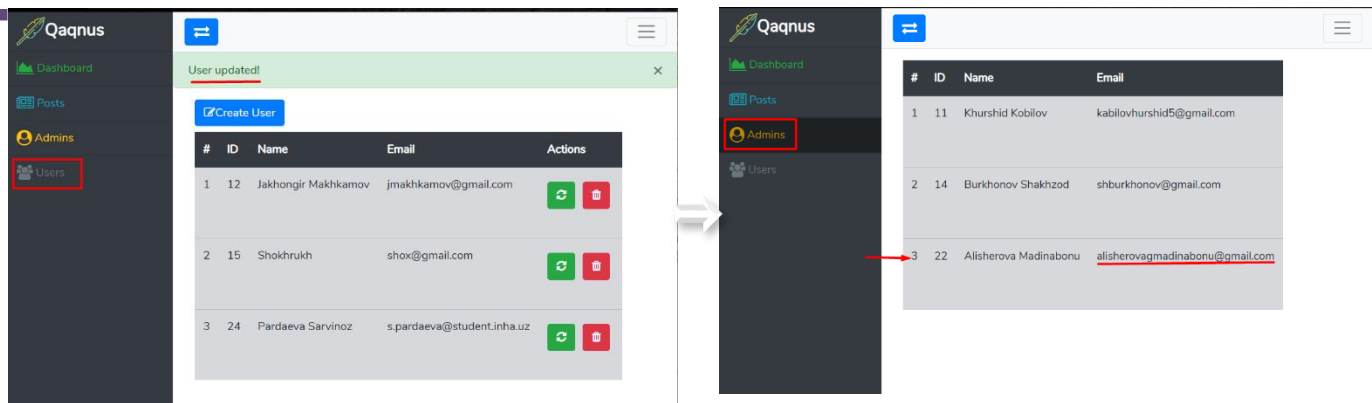 Qaqnus
Dashboard
Posts
Admins
Users
User updated!
×
Create User
# ID Name Email Actions
1 12 Jakhongir Makhkamov jmakhkamov@gmail.com
2 15 Shokhrukh shox@gmail.com
3 24 Pardaeva Sarvinoz s.pardaeva@student.inha.uz
Qaqnus
Dashboard
Posts
Admins
Users
# ID Name Email
1 11 Khurshid Kobilov kabilovhurshid5@gmail.com
2 14 Burkhonov Shakhzod shburkhonov@gmail.com
3 22 Alisherova Madinabonu alisherovagmadinabonu@gmail.com